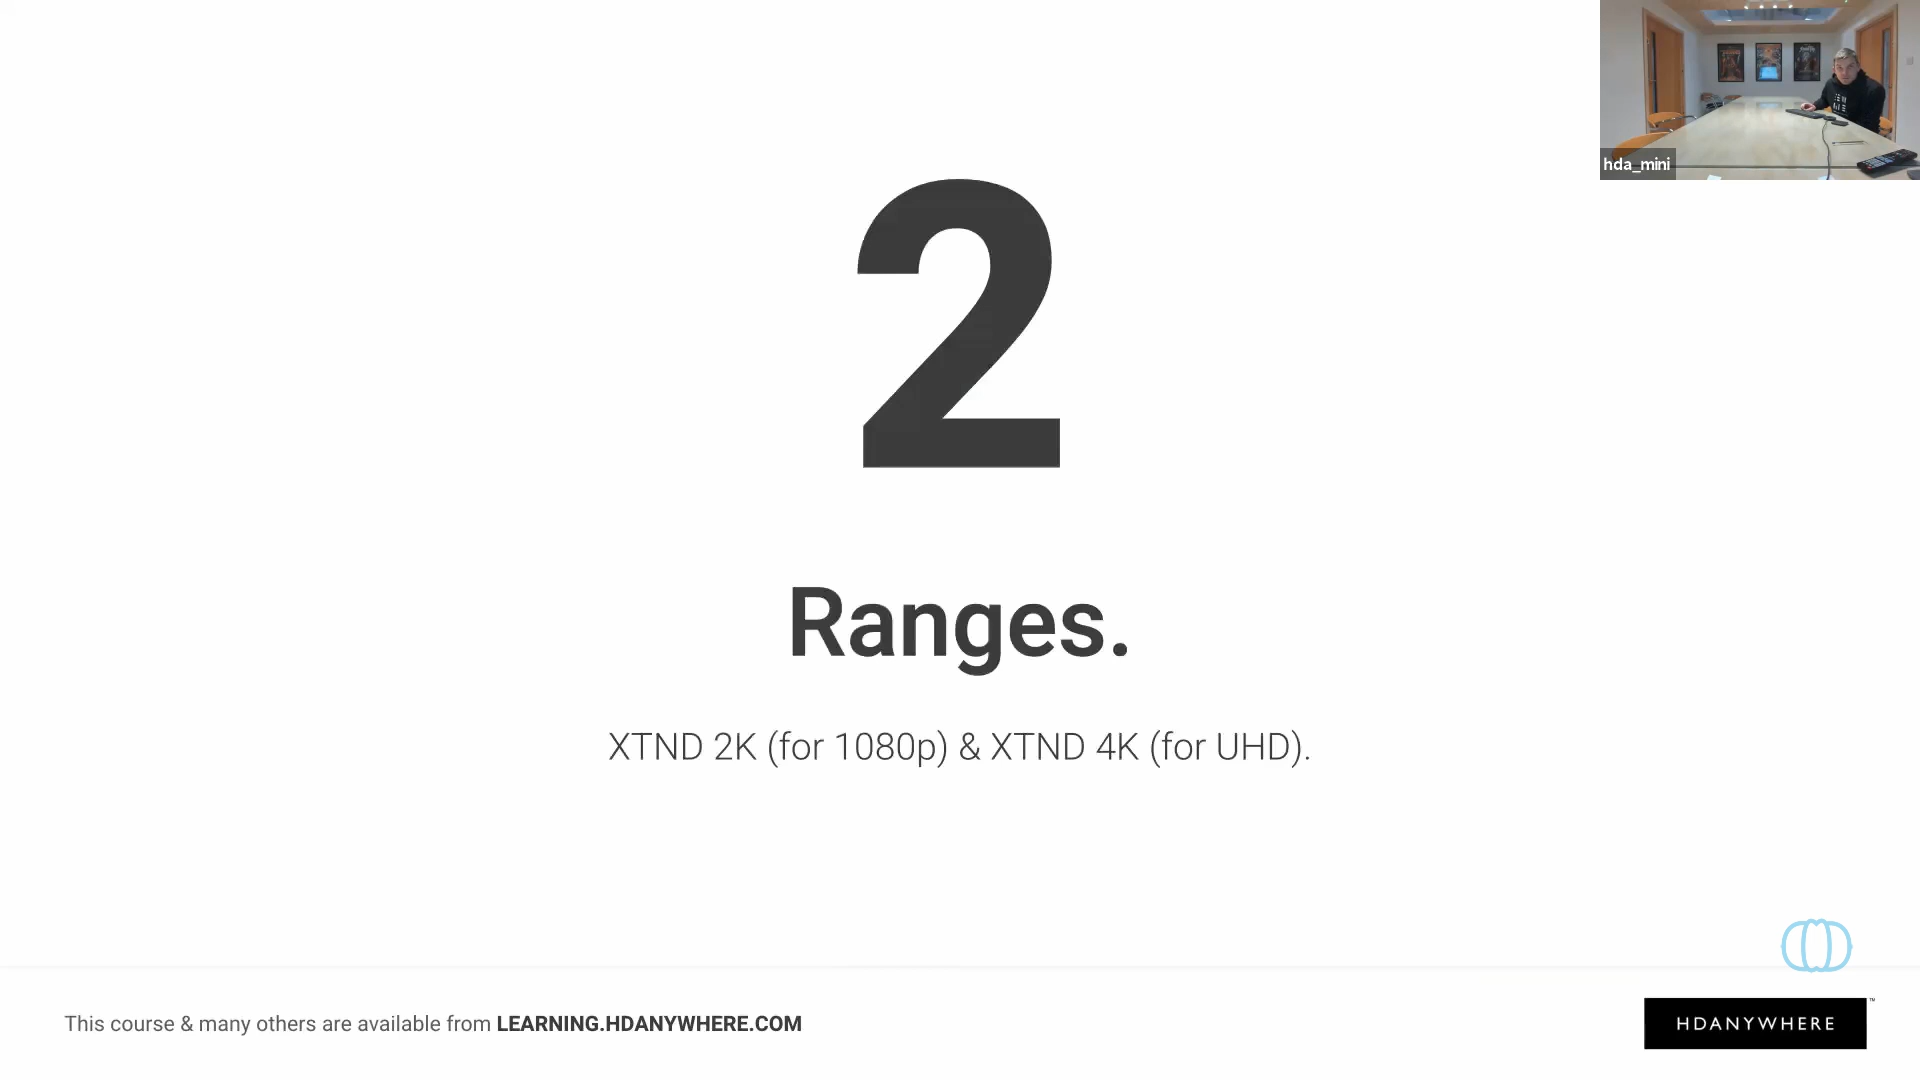 hda_mini
2
Ranges.
XTND 2K (for 1080p) & XTND 4K (for UHD).
This course & many others are available from LEARNING.HDANYWHERE.COM
HDANYWHERE™